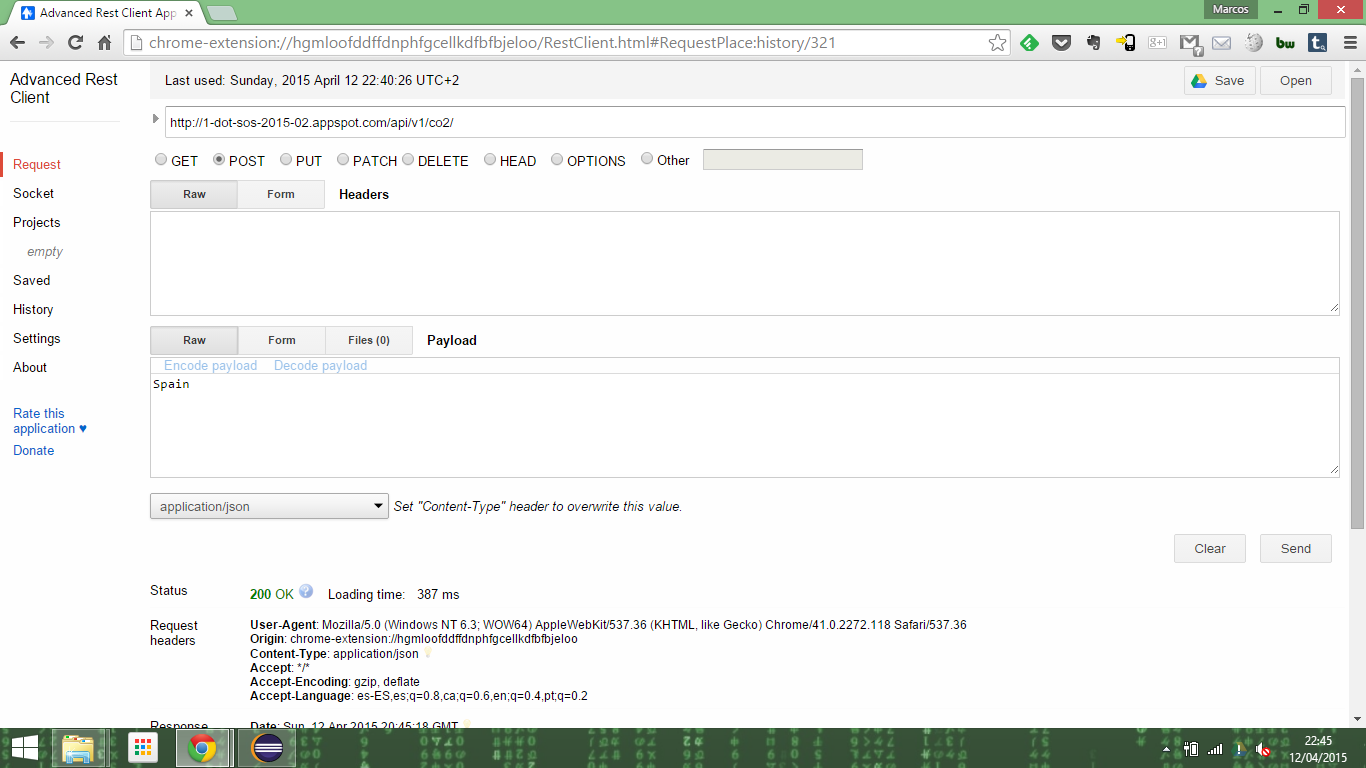 Advanced Rest Client App
Marcos
chrome-extension://hgmloofddffdnphfgcellkdfbfbjeloo/RestClient.html#RequestPlace:history/321
Advanced Rest
Client
Last used: Sunday, 2015 April 12 22:40:26 UTC+2
Save
Open
http://1-dot-sos-2015-02.appspot.com/api/v1/co2/
GET POST PUT PATCH DELETE HEAD OPTIONS Other
Request
Socket
Projects
empty
Saved
History
Settings
About
Rate this
application ♥
Donate
Raw Form Headers
Raw Form Files (0) Payload
Encode payload Decode payload
Spain
application/json Set "Content-Type" header to overwrite this value.
Clear Send
Status 200 OK Loading time: 387 ms
Request
headers
User-Agent: Mozilla/5.0 (Windows NT 6.3; WOW64) AppleWebKit/537.36 (KHTML, like Gecko) Chrome/41.0.2272.118 Safari/537.36
Origin: chrome-extension://hgmloofddffdnphfgcellkdfbfbjeloo
Content-Type: application/json
Accept: */*
Accept-Encoding: gzip, deflate
Accept-Language: es-ES,es;q=0.8,ca;q=0.6,en;q=0.4,pt;q=0.2
Response Date: Sun, 12 Apr 2015 20:45:18 GMT
22:45
12/04/2015